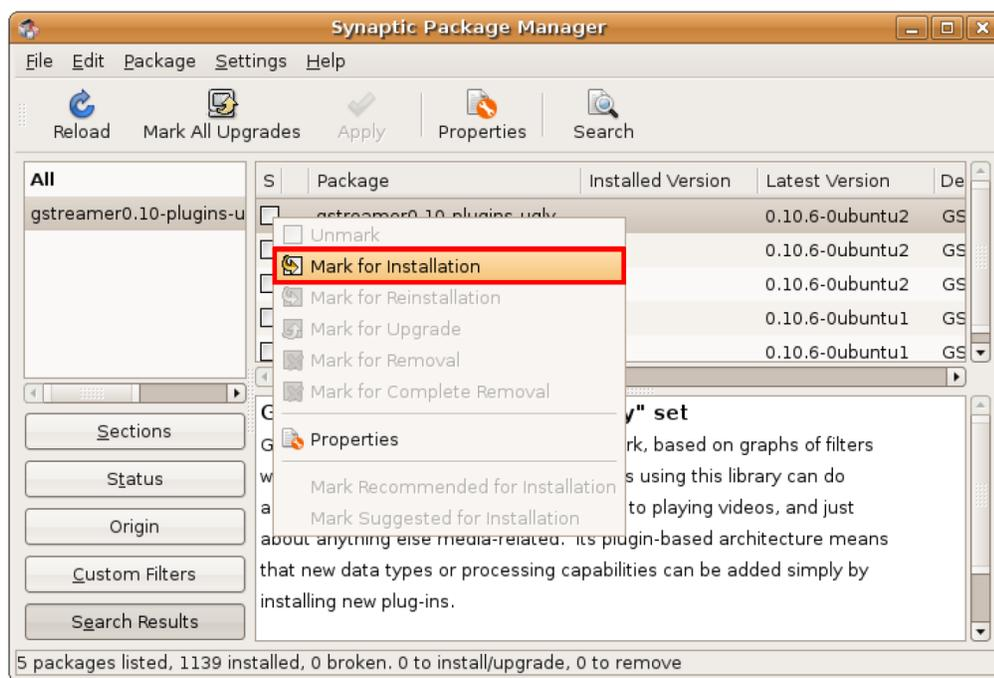 Synaptic Package Manager
File Edit Package Settings Help
Reload Mark All Upgrades Apply Properties Search
All
gstreamer0.10-plugins-u
S Package Installed Version Latest Version De
gstreamer0.10-plugins-ugly 0.10.6-0ubuntu2 GS
0.10.6-0ubuntu2 GS
0.10.6-0ubuntu2 GS
0.10.6-0ubuntu1 GS
0.10.6-0ubuntu1 GS
Unmark
Mark for Installation
Mark for Reinstallation
Mark for Upgrade
Mark for Removal
Mark for Complete Removal
Properties
Mark Recommended for Installation
Mark Suggested for Installation
Sections
Status
Origin
Custom Filters
Search Results
G y" set
G rk, based on graphs of filters
w s using this library can do
a to playing videos, and just
about anything else media-related. Its plugin-based architecture means
that new data types or processing capabilities can be added simply by
installing new plug-ins.
5 packages listed, 1139 installed, 0 broken. 0 to install/upgrade, 0 to remove